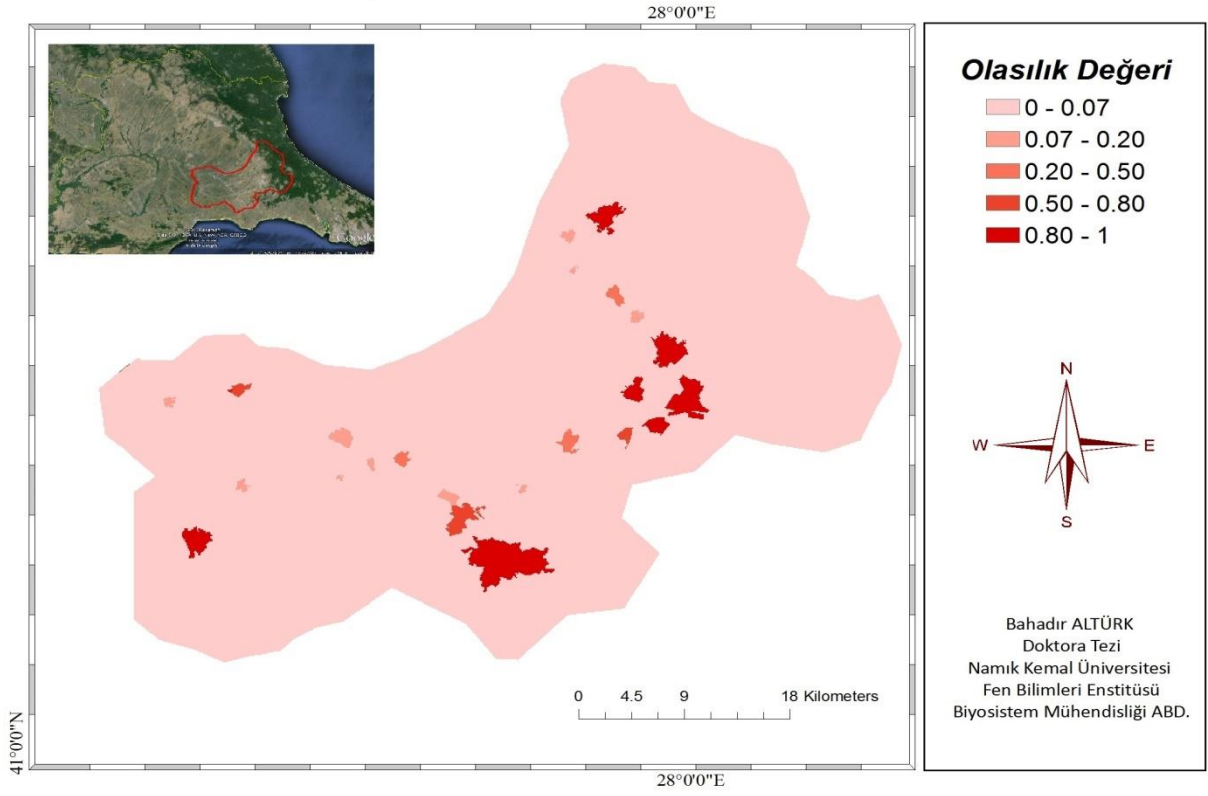 28°0'0"E
Olasılık Değeri
0 - 0.07
0.07 - 0.20
0.20 - 0.50
0.50 - 0.80
0.80 - 1
N
W
E
S
0 4.5 9 18 Kilometers
Bahadır ALTÜRK
Doktora Tezi
Namık Kemal Üniversitesi
Fen Bilimleri Enstitüsü
Biyosistem Mühendisliği ABD.
41°0'0"N
28°0'0"E
Google